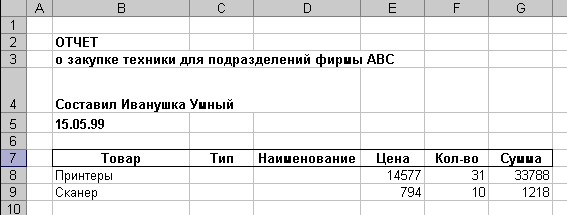 A B C D E F G
1
2 ОТЧЕТ
3 о закупке техники для подразделений фирмы АВС
4 Составил Иванушка Умный
5 15.05.99
6
7 Товар Тип Наименование Цена Кол-во Сумма
8 Принтеры 14577 31 33788
9 Сканер 794 10 1218
10